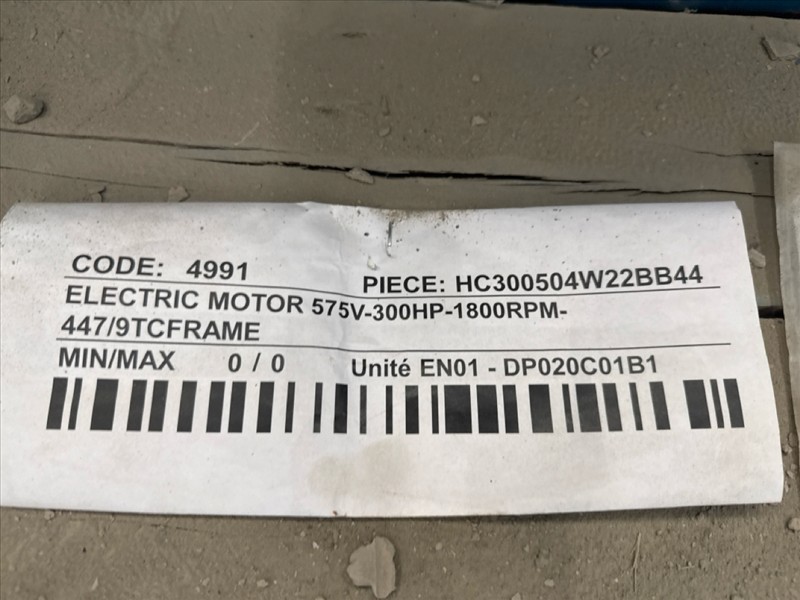 CODE: 4991 PIECE: HC300504W22BB44
ELECTRIC MOTOR 575V-300HP-1800RPM-
447/9TCFRAME
MIN/MAX 0 / 0 Unité EN01 - DP020C01B1